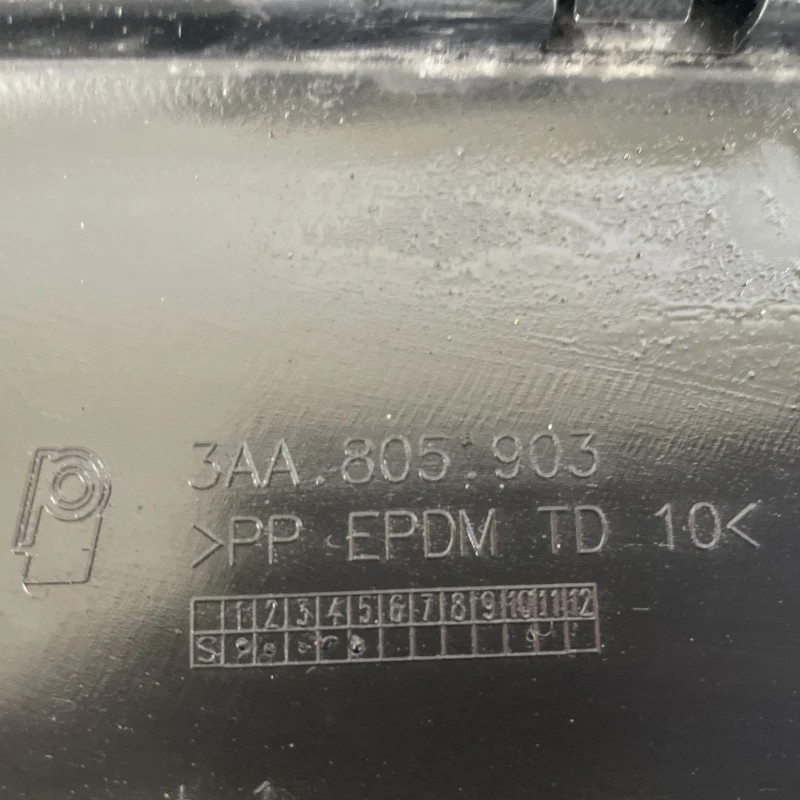 3AA.805.903
>PP EPDM TD 10<
1 2 3 4 5 6 7 8 9 10 11 12
S